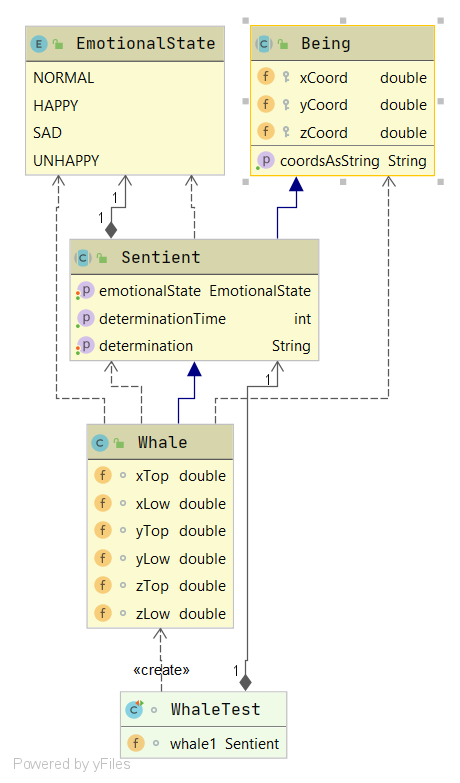 E EmotionalState
NORMAL
HAPPY
SAD
UNHAPPY
C Being
f xCoord double
f yCoord double
f zCoord double
p coordsAsString String
1
1
C Sentient
p emotionalState EmotionalState
p determinationTime int
p determination String
1
C Whale
f xTop double
f xLow double
f yTop double
f yLow double
f zTop double
f zLow double
«create»
1
C WhaleTest
f whale1 Sentient
Powered by yFiles